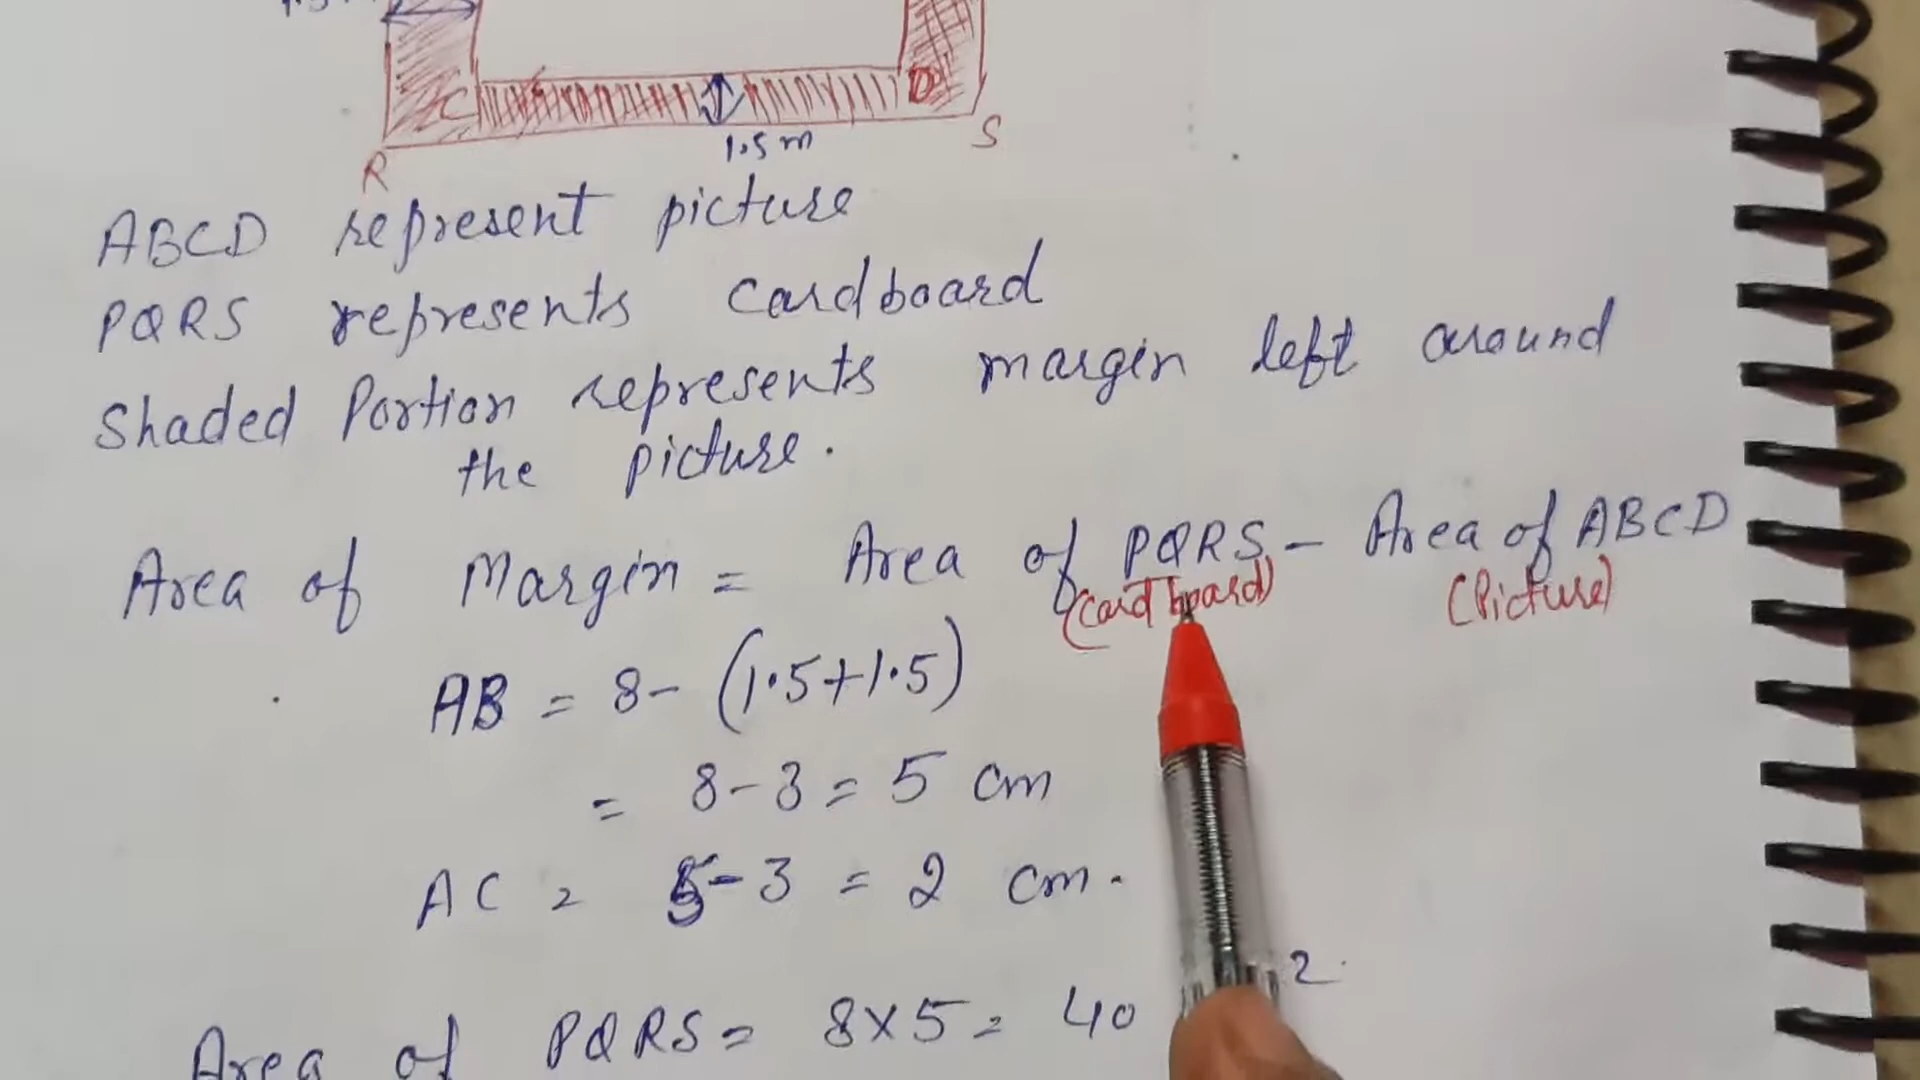 C
D
1.5 m
R
S
ABCD represent picture
PQRS represents cardboard
Shaded Portion represents margin left around
the picture.
Area of Margin = Area of PQRS - Area of ABCD
(Cardboard) (Picture)
AB = 8 - (1.5+1.5)
= 8 - 3 = 5 cm
AC = 5 - 3 = 2 cm.
Area of PQRS = 8×5 = 40 2